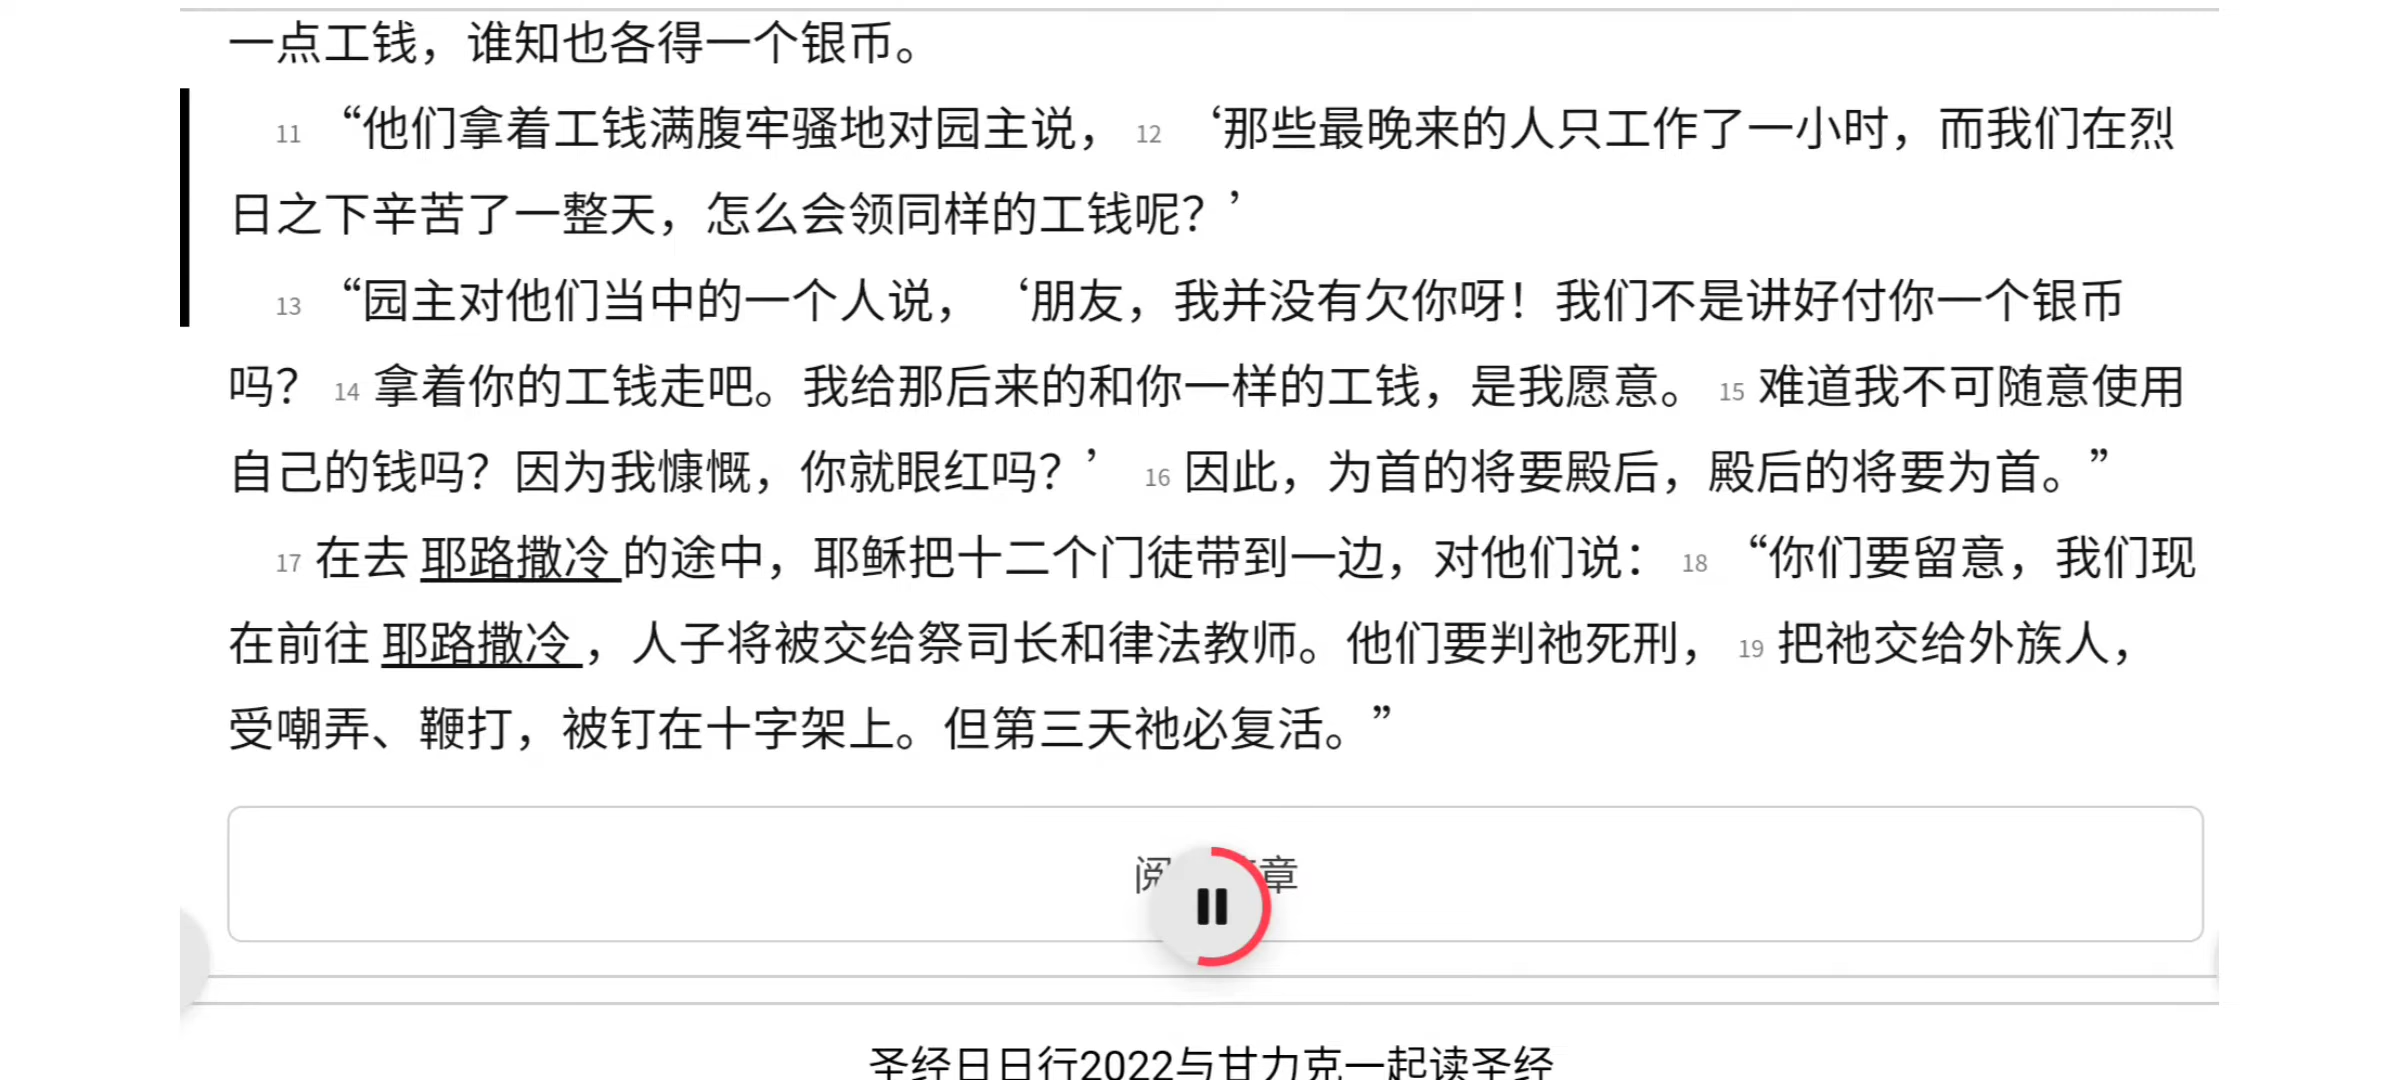 一点工钱，谁知也各得一个银币。
11 “他们拿着工钱满腹牢骚地对园主说， 12 ‘那些最晚来的人只工作了一小时，而我们在烈
日之下辛苦了一整天，怎么会领同样的工钱呢？’
13 “园主对他们当中的一个人说，‘朋友，我并没有欠你呀！我们不是讲好付你一个银币
吗？ 14 拿着你的工钱走吧。我给那后来的和你一样的工钱，是我愿意。 15 难道我不可随意使用
自己的钱吗？因为我慷慨，你就眼红吗？’ 16 因此，为首的将要殿后，殿后的将要为首。”
17 在去 耶路撒冷 的途中，耶稣把十二个门徒带到一边，对他们说： 18 “你们要留意，我们现
在前往 耶路撒冷 ，人子将被交给祭司长和律法教师。他们要判祂死刑， 19 把祂交给外族人，
受嘲弄、鞭打，被钉在十字架上。但第三天祂必复活。”
阅 章
圣经日日行2022与甘力克一起读圣经